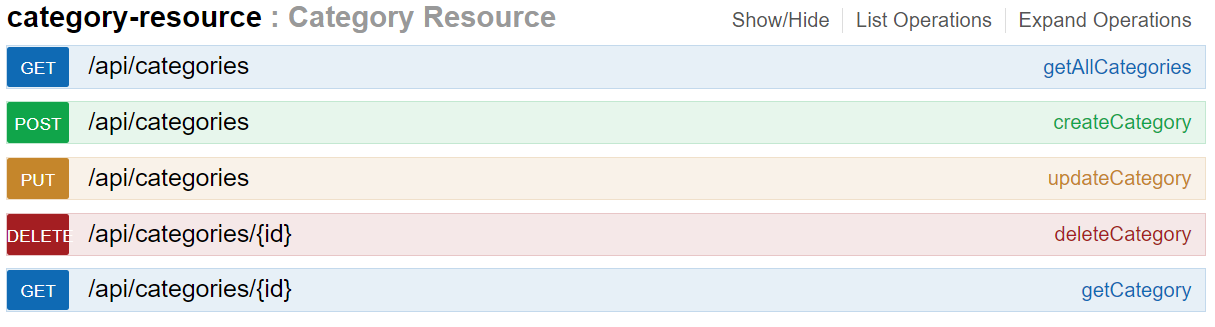 category-resource : Category Resource Show/Hide List Operations Expand Operations
GET /api/categories getAllCategories
POST /api/categories createCategory
PUT /api/categories updateCategory
DELETE /api/categories/{id} deleteCategory
GET /api/categories/{id} getCategory